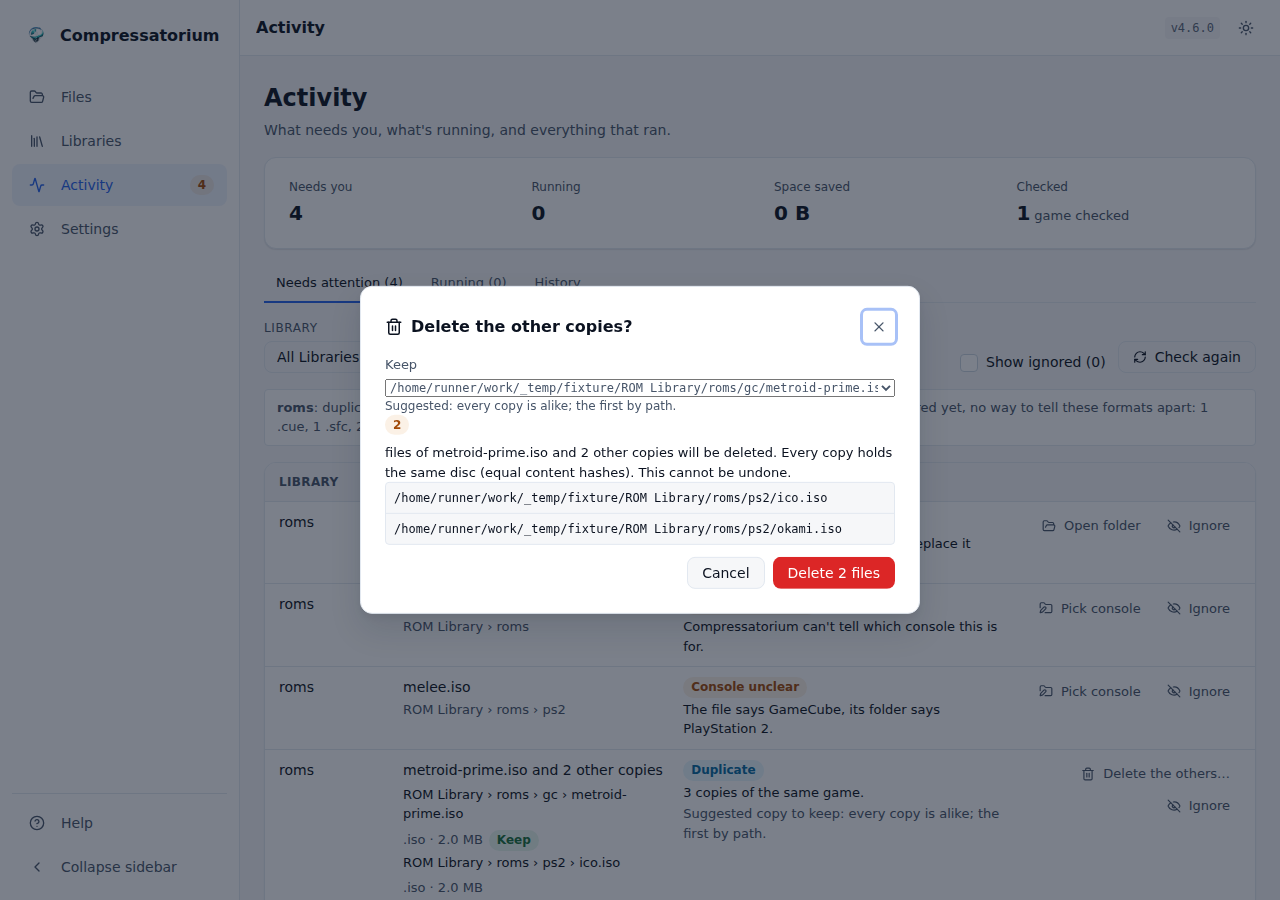 Compressatorium
Activity
v4.6.0
Files
Libraries
Activity 4
Settings
Help
Collapse sidebar
Activity
What needs you, what's running, and everything that ran.
Needs you
4
Running
0
Space saved
0 B
Checked
1 game checked
Needs attention (4)
Running (0)
History
LIBRARY
All Libraries
Show ignored (0)
Check again
roms: duplic
ed yet, no way to tell these formats apart: 1
.cue, 1 .sfc, 2
LIBRARY
roms
eplace it
Open folder
Ignore
roms
ROM Library › roms
Compressatorium can't tell which console this is
for.
Pick console
Ignore
roms
melee.iso
ROM Library › roms › ps2
Console unclear
The file says GameCube, its folder says
PlayStation 2.
Pick console
Ignore
roms
metroid-prime.iso and 2 other copies
ROM Library › roms › gc › metroid-
prime.iso
.iso · 2.0 MB Keep
ROM Library › roms › ps2 › ico.iso
.iso · 2.0 MB
Duplicate
3 copies of the same game.
Suggested copy to keep: every copy is alike; the
first by path.
Delete the others...
Ignore
Delete the other copies?
Keep
/home/runner/work/_temp/fixture/ROM Library/roms/gc/metroid-prime.is
Suggested: every copy is alike; the first by path.
2
files of metroid-prime.iso and 2 other copies will be deleted. Every copy holds
the same disc (equal content hashes). This cannot be undone.
/home/runner/work/_temp/fixture/ROM Library/roms/ps2/ico.iso
/home/runner/work/_temp/fixture/ROM Library/roms/ps2/okami.iso
Cancel
Delete 2 files